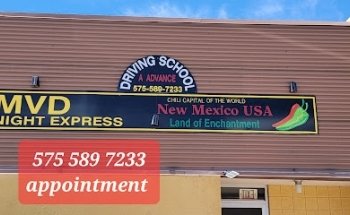 DRIVING SCHOOL
A ADVANCE
575-589-7233
MVD
NIGHT EXPRESS
CHILI CAPITAL OF THE WORLD
New Mexico USA
Land of Enchantment
575 589 7233
appointment